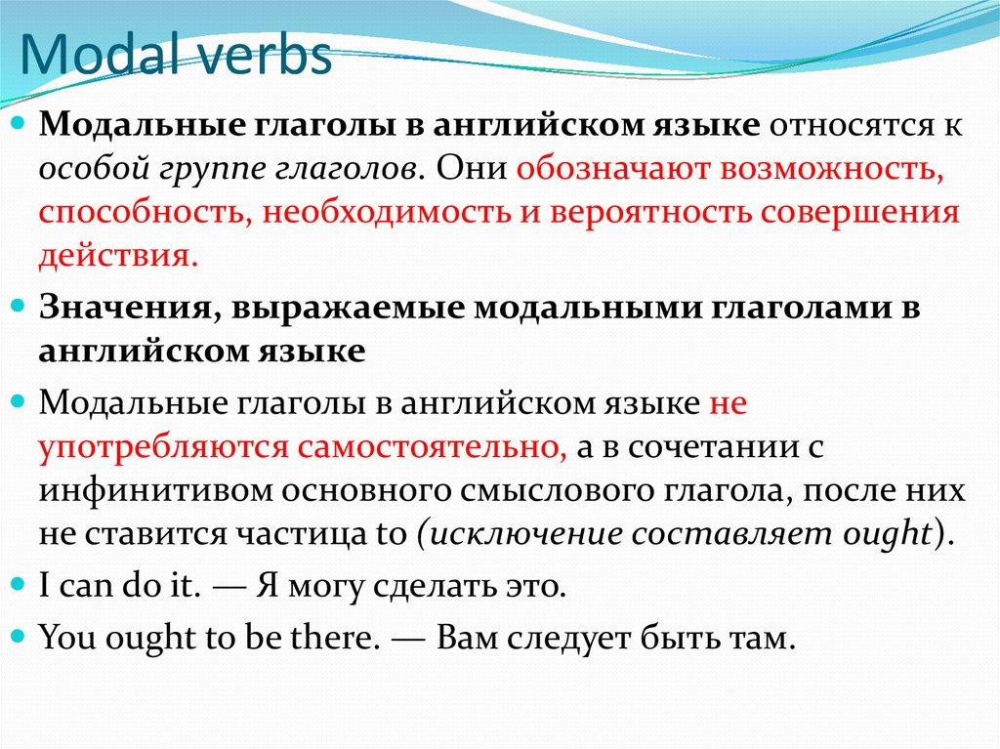 Modal verbs
• Модальные глаголы в английском языке относятся к
особой группе глаголов. Они обозначают возможность,
способность, необходимость и вероятность совершения
действия.
• Значения, выражаемые модальными глаголами в
английском языке
• Модальные глаголы в английском языке не
употребляются самостоятельно, а в сочетании с
инфинитивом основного смыслового глагола, после них
не ставится частица to (исключение составляет ought).
• I can do it. — Я могу сделать это.
• You ought to be there. — Вам следует быть там.